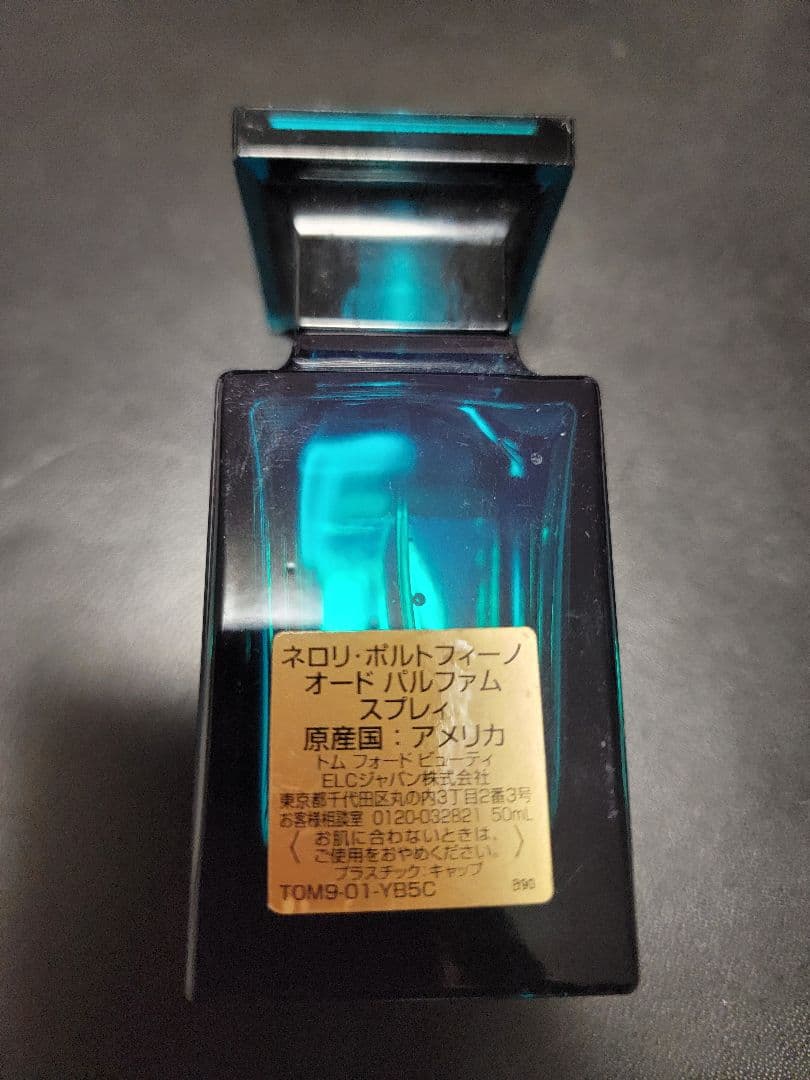 ネロリ・ポルトフィーノ
オード パルファム
スプレィ
原産国：アメリカ
トム フォード ビューティ
ELCジャパン株式会社
東京都千代田区丸の内3丁目2番3号
お客様相談室 0120-032821 50mL
〈 お肌に合わないときは、
ご使用をおやめください。 〉
プラスチック:キャップ
TOM9-01-YB5C B90